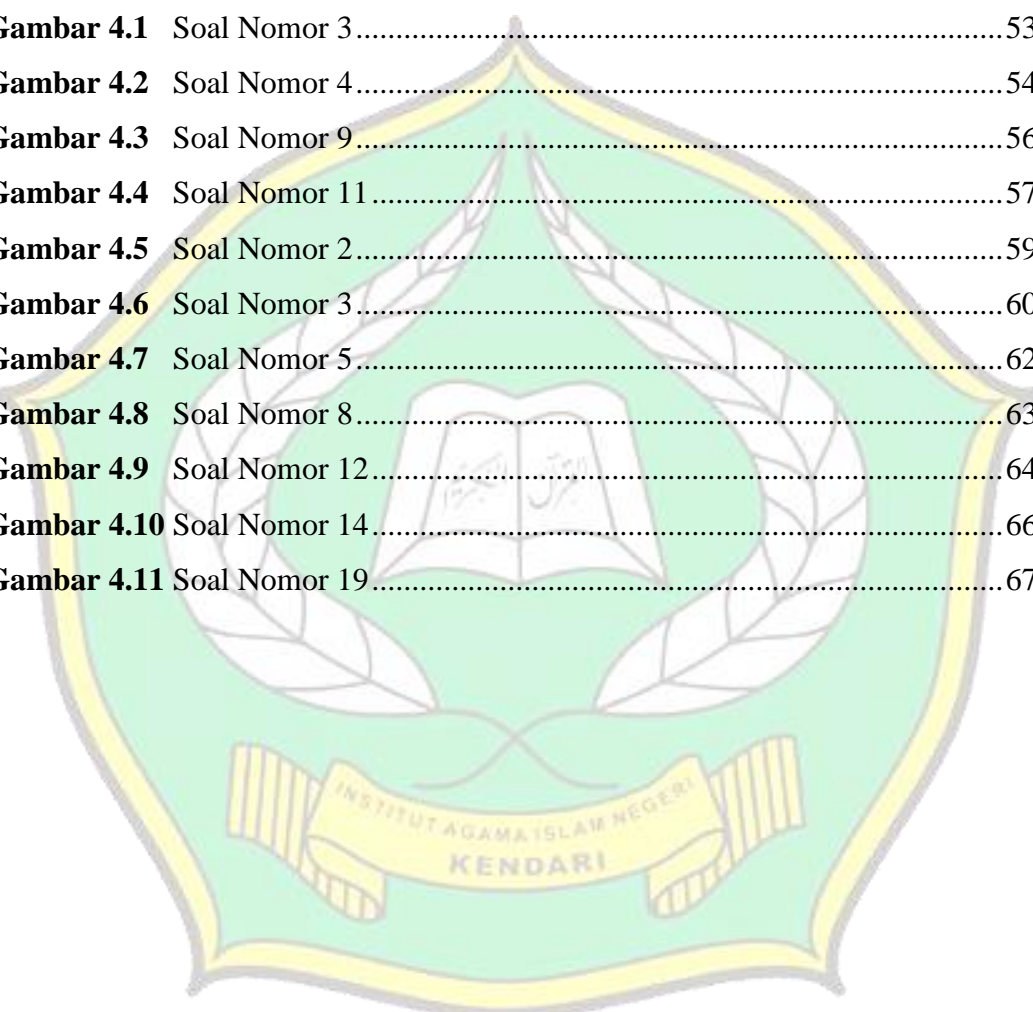 Gambar 4.1 Soal Nomor 3 53
Gambar 4.2 Soal Nomor 4 54
Gambar 4.3 Soal Nomor 9 56
Gambar 4.4 Soal Nomor 11 57
Gambar 4.5 Soal Nomor 2 59
Gambar 4.6 Soal Nomor 3 60
Gambar 4.7 Soal Nomor 5 62
Gambar 4.8 Soal Nomor 8 63
Gambar 4.9 Soal Nomor 12 64
Gambar 4.10 Soal Nomor 14 66
Gambar 4.11 Soal Nomor 19 67
INSTITUT AGAMA ISLAM NEGERI
KENDARI